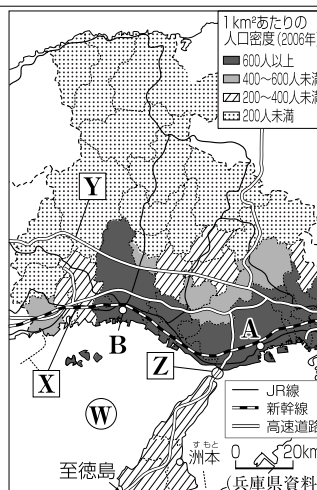 1km²あたりの
人口密度(2006年)
600人以上
400～600人未満
200～400人未満
200人未満
Y
A
B
Z
X
W
すもと
洲本
至徳島
JR線
新幹線
高速道路
0 20km
(兵庫県資料)